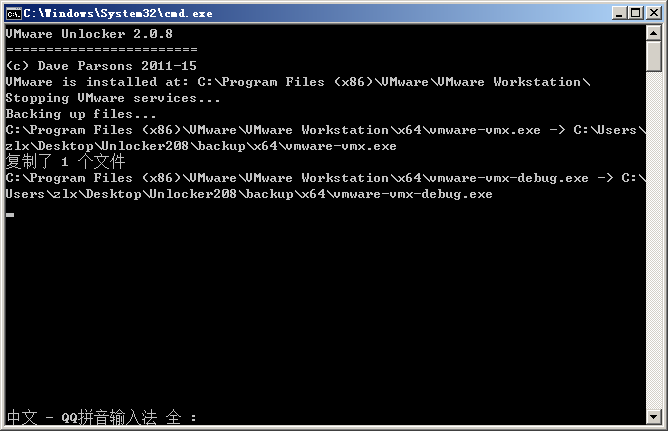 C:\Windows\System32\cmd.exe
VMware Unlocker 2.0.8
========================
(c) Dave Parsons 2011-15
VMware is installed at: C:\Program Files (x86)\VMware\VMware Workstation\
Stopping VMware services...
Backing up files...
C:\Program Files (x86)\VMware\VMware Workstation\x64\vmware-vmx.exe -> C:\Users\
zlx\Desktop\Unlocker208\backup\x64\vmware-vmx.exe
复制了 1 个文件
C:\Program Files (x86)\VMware\VMware Workstation\x64\vmware-vmx-debug.exe -> C:\
Users\zlx\Desktop\Unlocker208\backup\x64\vmware-vmx-debug.exe
中文 - QQ拼音输入法 全 :